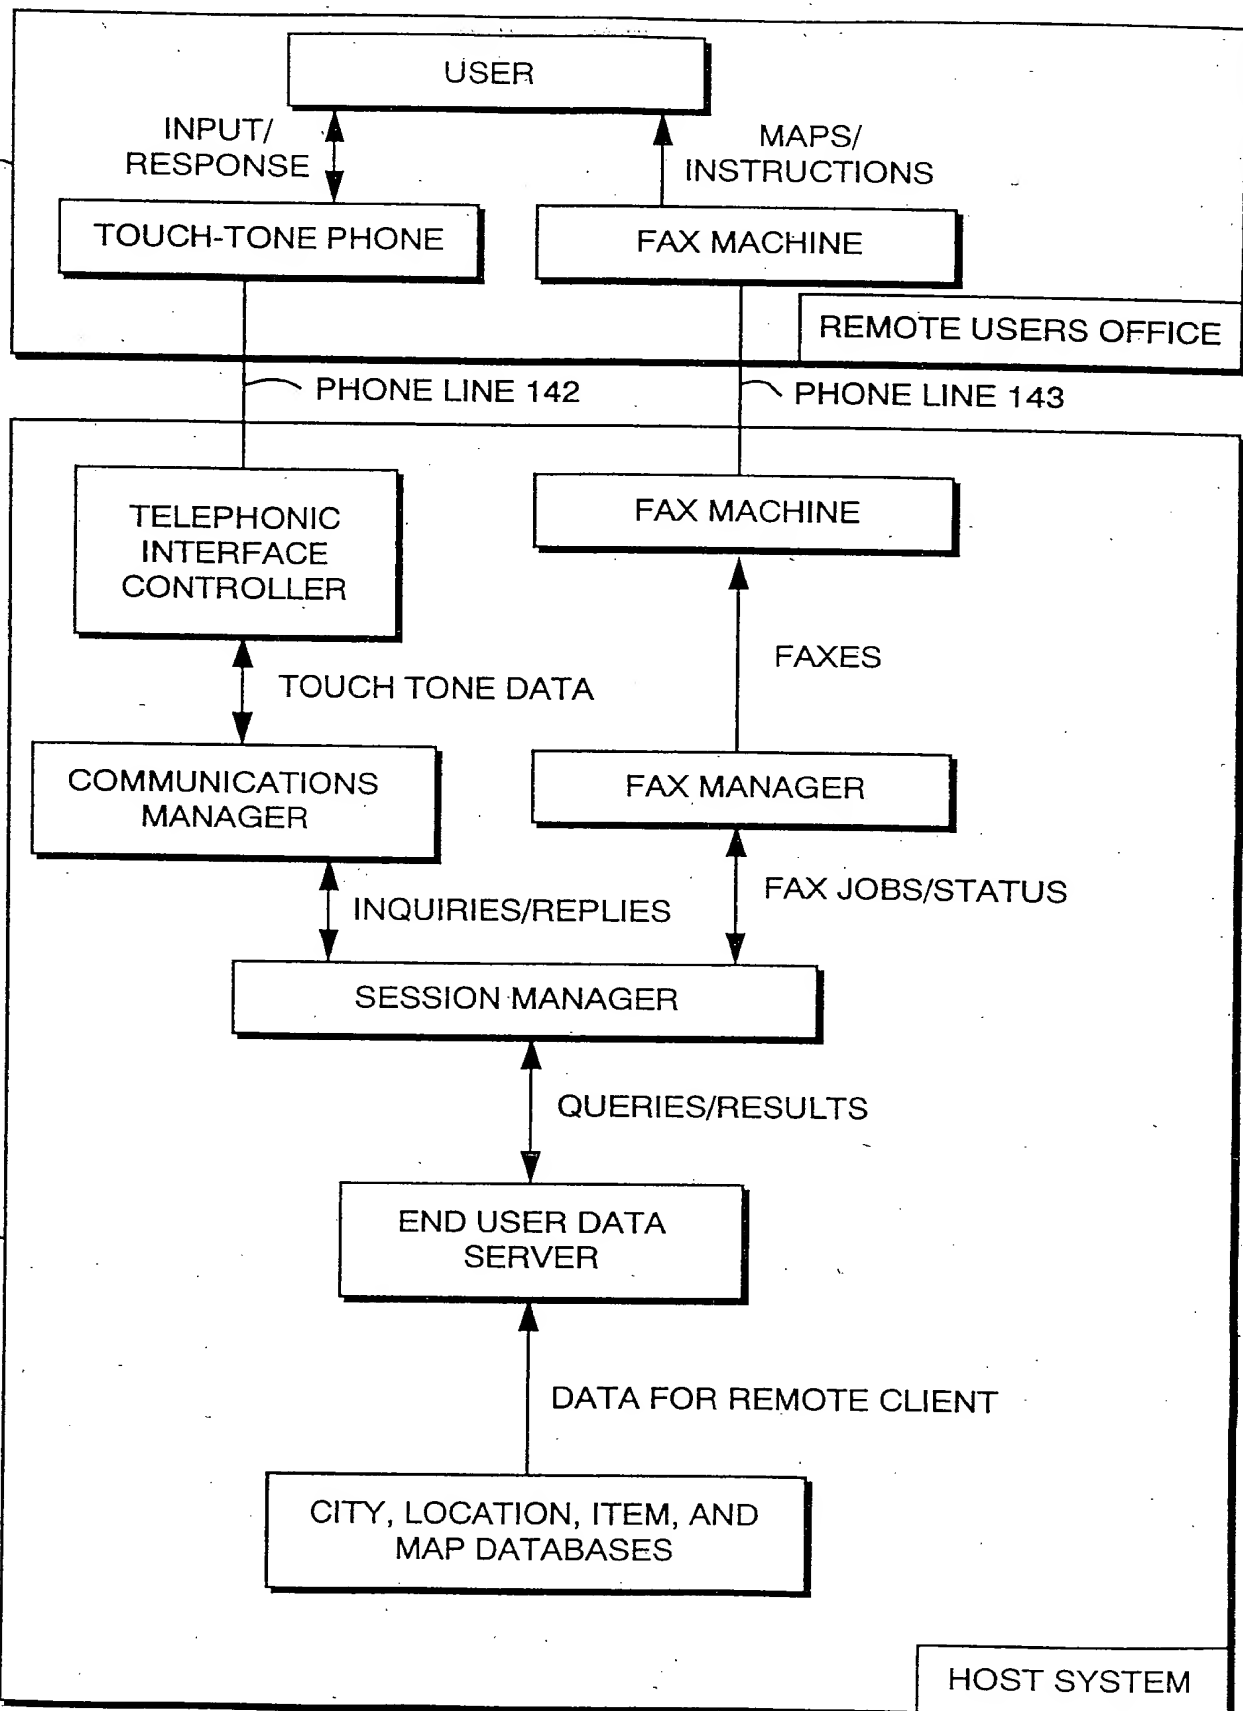 USER
INPUT/
RESPONSE
MAPS/
INSTRUCTIONS
TOUCH-TONE PHONE
FAX MACHINE
REMOTE USERS OFFICE
PHONE LINE 142
PHONE LINE 143
TELEPHONIC
INTERFACE
CONTROLLER
FAX MACHINE
FAXES
TOUCH TONE DATA
COMMUNICATIONS
MANAGER
FAX MANAGER
INQUIRIES/REPLIES
FAX JOBS/STATUS
SESSION MANAGER
QUERIES/RESULTS
END USER DATA
SERVER
DATA FOR REMOTE CLIENT
CITY, LOCATION, ITEM, AND
MAP DATABASES
HOST SYSTEM